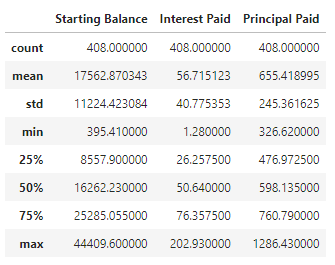 Starting Balance Interest Paid Principal Paid
count 408.000000 408.000000 408.000000
mean 17562.870343 56.715123 655.418995
std 11224.423084 40.775353 245.361625
min 395.410000 1.280000 326.620000
25% 8557.900000 26.257500 476.972500
50% 16262.230000 50.640000 598.135000
75% 25285.055000 76.357500 760.790000
max 44409.600000 202.930000 1286.430000